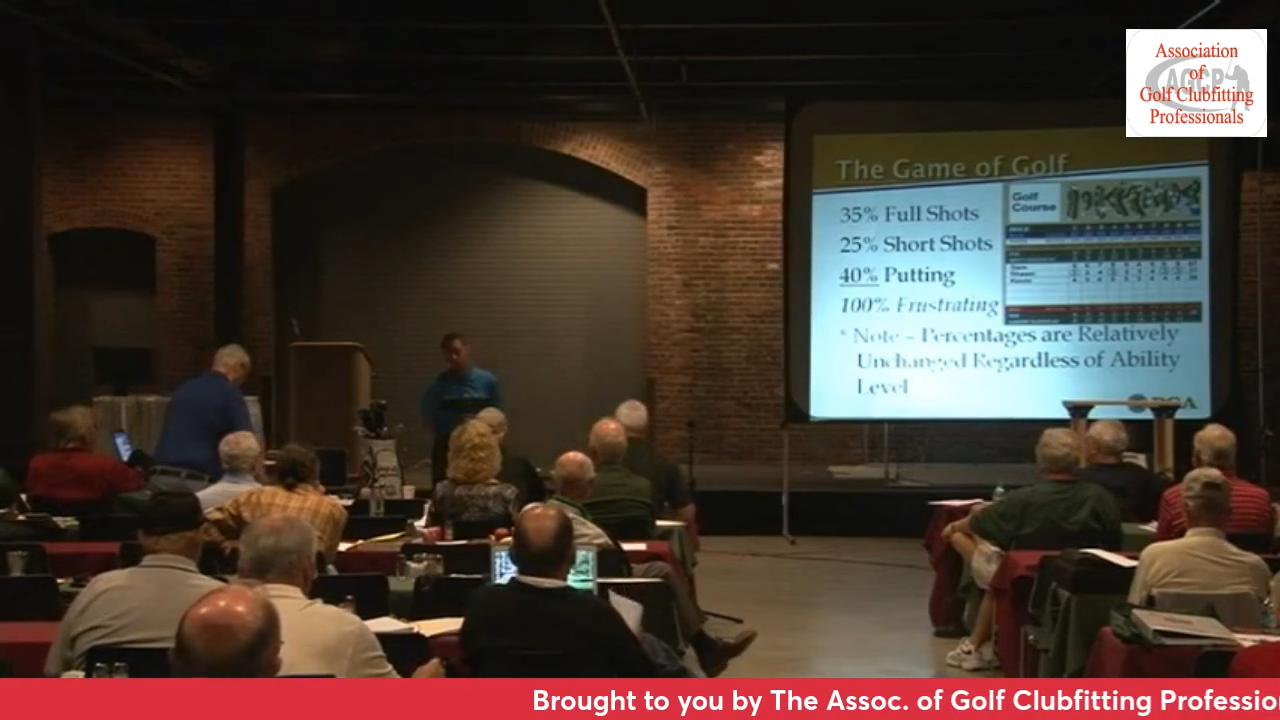 Association
of
AGCP
Golf Clubfitting
Professionals
The Game of Golf
35% Full Shots
25% Short Shots
40% Putting
100% Frustrating
* Note – Percentages are Relatively
Unchanged Regardless of Ability
Level
Golf
Course
PGA
Brought to you by The Assoc. of Golf Clubfitting Professio